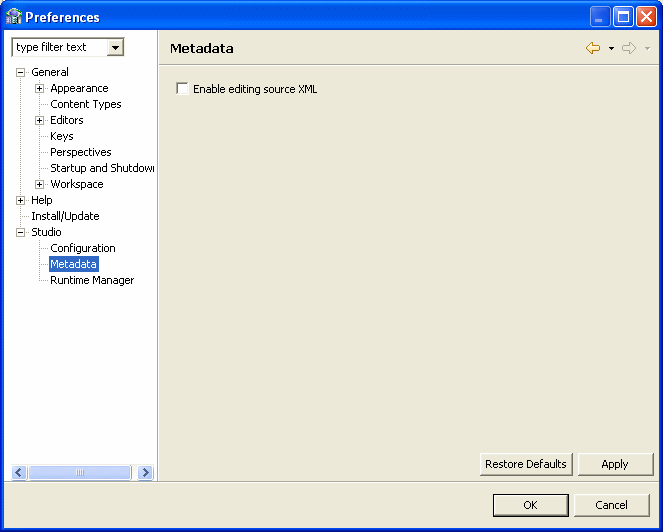 Preferences
type filter text
Metadata
Enable editing source XML
General
Appearance
Content Types
Editors
Keys
Perspectives
Startup and Shutdown
Workspace
Help
Install/Update
Studio
Configuration
Metadata
Runtime Manager
Restore Defaults
Apply
OK
Cancel